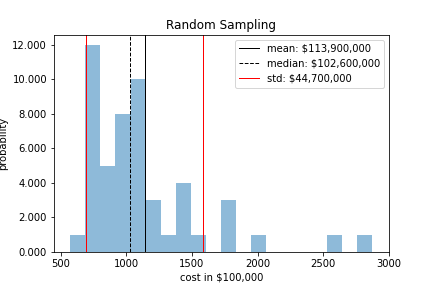 Random Sampling
mean: $113,900,000
median: $102,600,000
std: $44,700,000
probability
12.000
10.000
8.000
6.000
4.000
2.000
0.000
500
1000
1500
2000
2500
3000
cost in $100,000